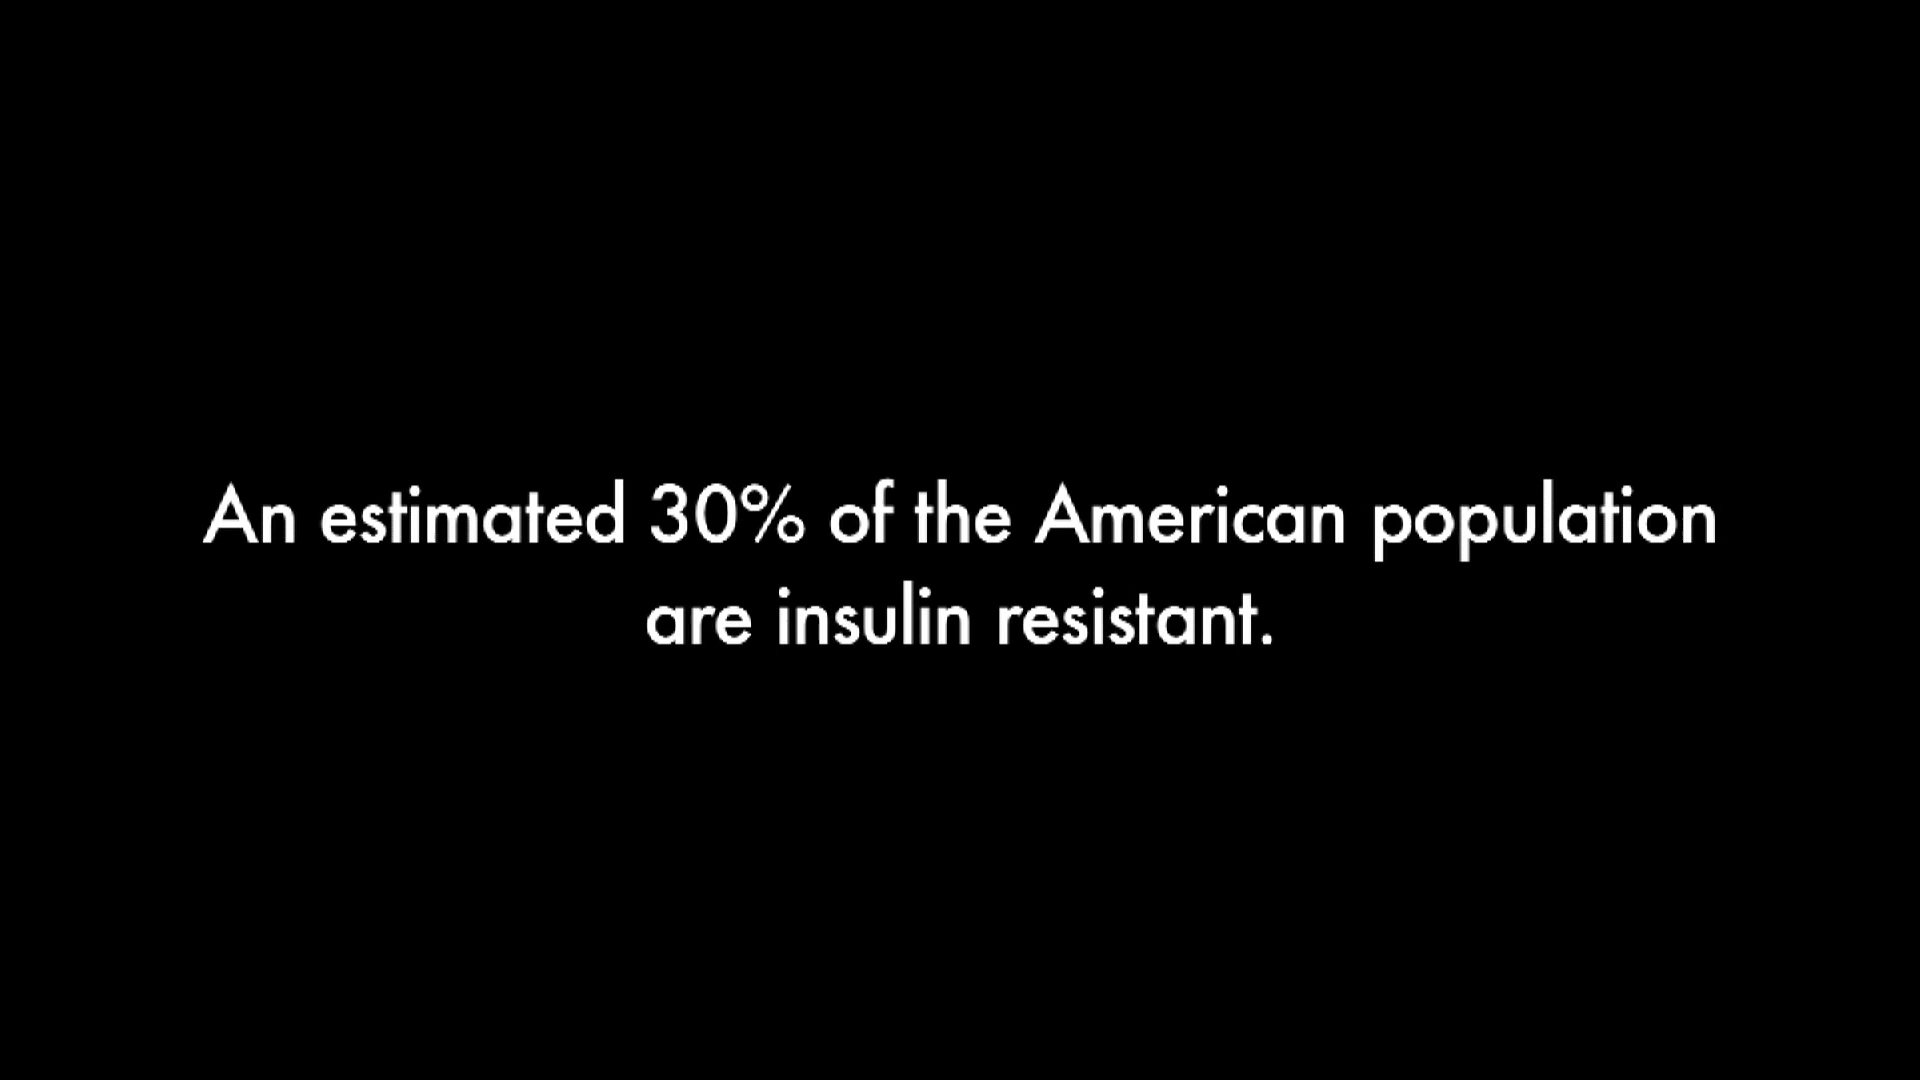 An estimated 30% of the American population
are insulin resistant.